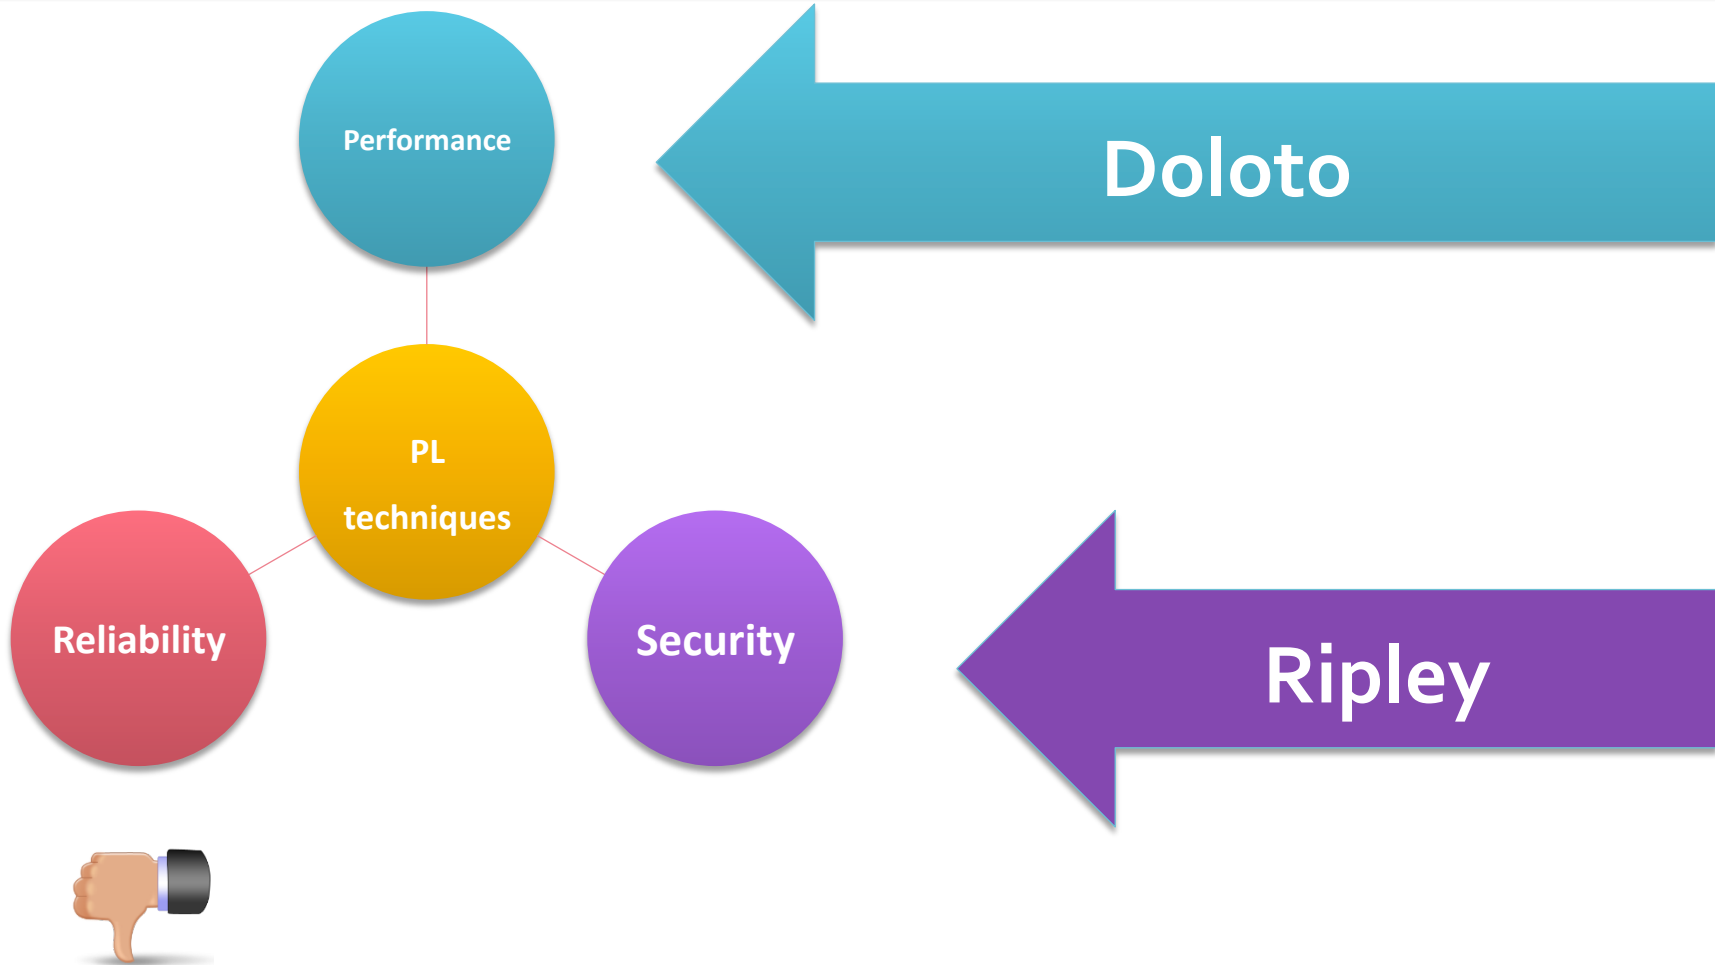 Performance
Doloto
PL
techniques
Reliability
Security
Ripley